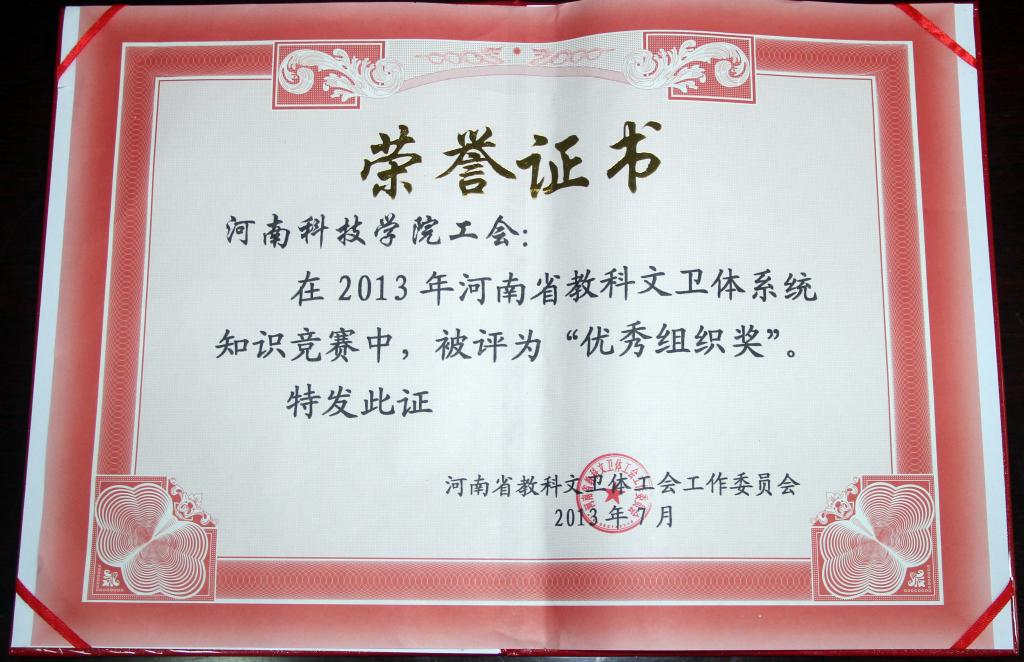 荣誉证书
河南科技学院工会：
在2013年河南省教科文卫体系统
知识竞赛中，被评为“优秀组织奖”。
特发此证
河南省教科文卫体工会工作委员会
2013年7月